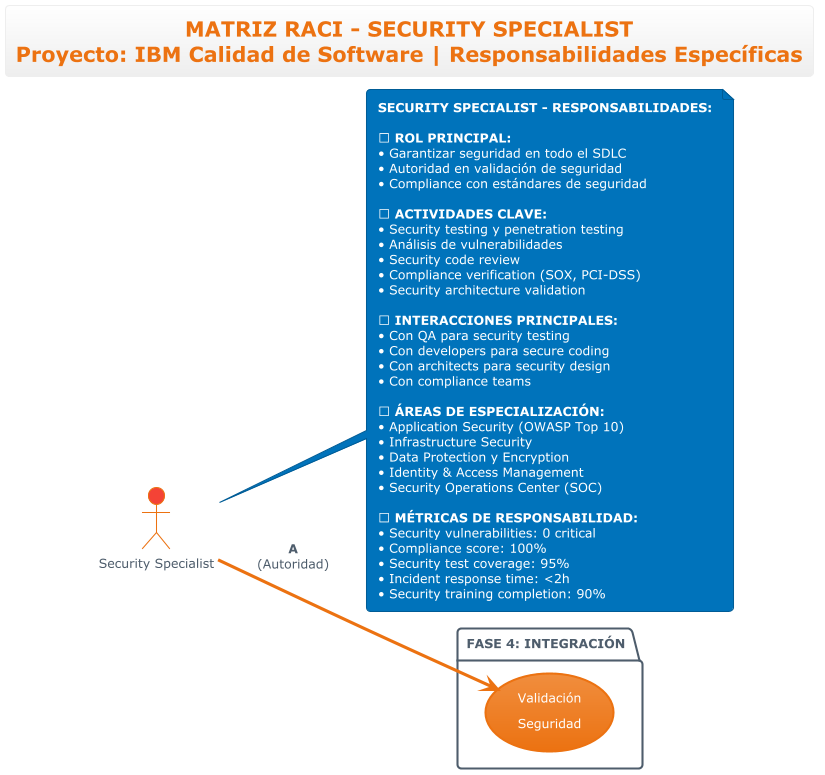 MATRIZ RACI - SECURITY SPECIALIST
Proyecto: IBM Calidad de Software | Responsabilidades Específicas
SECURITY SPECIALIST - RESPONSABILIDADES:
□ ROL PRINCIPAL:
• Garantizar seguridad en todo el SDLC
• Autoridad en validación de seguridad
• Compliance con estándares de seguridad
□ ACTIVIDADES CLAVE:
• Security testing y penetration testing
• Análisis de vulnerabilidades
• Security code review
• Compliance verification (SOX, PCI-DSS)
• Security architecture validation
□ INTERACCIONES PRINCIPALES:
• Con QA para security testing
• Con developers para secure coding
• Con architects para security design
• Con compliance teams
□ ÁREAS DE ESPECIALIZACIÓN:
• Application Security (OWASP Top 10)
• Infrastructure Security
• Data Protection y Encryption
• Identity & Access Management
• Security Operations Center (SOC)
□ MÉTRICAS DE RESPONSABILIDAD:
• Security vulnerabilities: 0 critical
• Compliance score: 100%
• Security test coverage: 95%
• Incident response time: <2h
• Security training completion: 90%
Security Specialist
A
(Autoridad)
FASE 4: INTEGRACIÓN
Validación
Seguridad